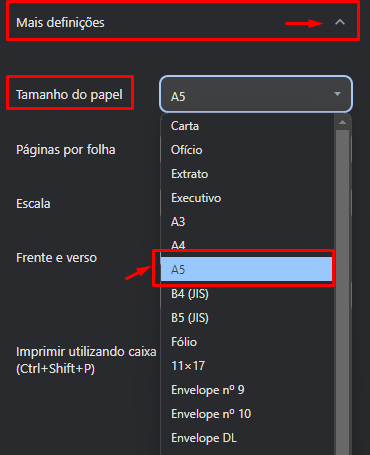 Mais definições
Tamanho do papel
A5
Carta
Ofício
Páginas por folha
Extrato
Executivo
Escala
A3
A4
Frente e verso
A5
B4 (JIS)
B5 (JIS)
Fólio
Imprimir utilizando caixa
(Ctrl+Shift+P)
11×17
Envelope nº 9
Envelope nº 10
Envelope DL